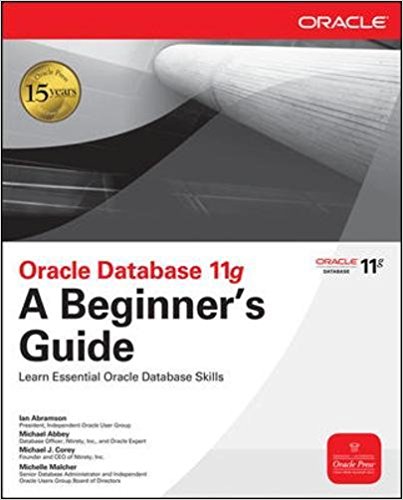 ORACLE
Oracle Press
15 years
Oracle Database 11g
ORACLE 11g
DATABASE
A Beginner's
Guide
Learn Essential Oracle Database Skills
Ian Abramson
President, Independent Oracle User Group
Michael Abbey
Database Officer, Ntirety, Inc., and Oracle Expert
Michael J. Corey
Founder and CEO of Ntirety, Inc.
Michelle Malcher
Senior Database Administrator and Independent
Oracle Users Group Board of Directors
Oracle Press